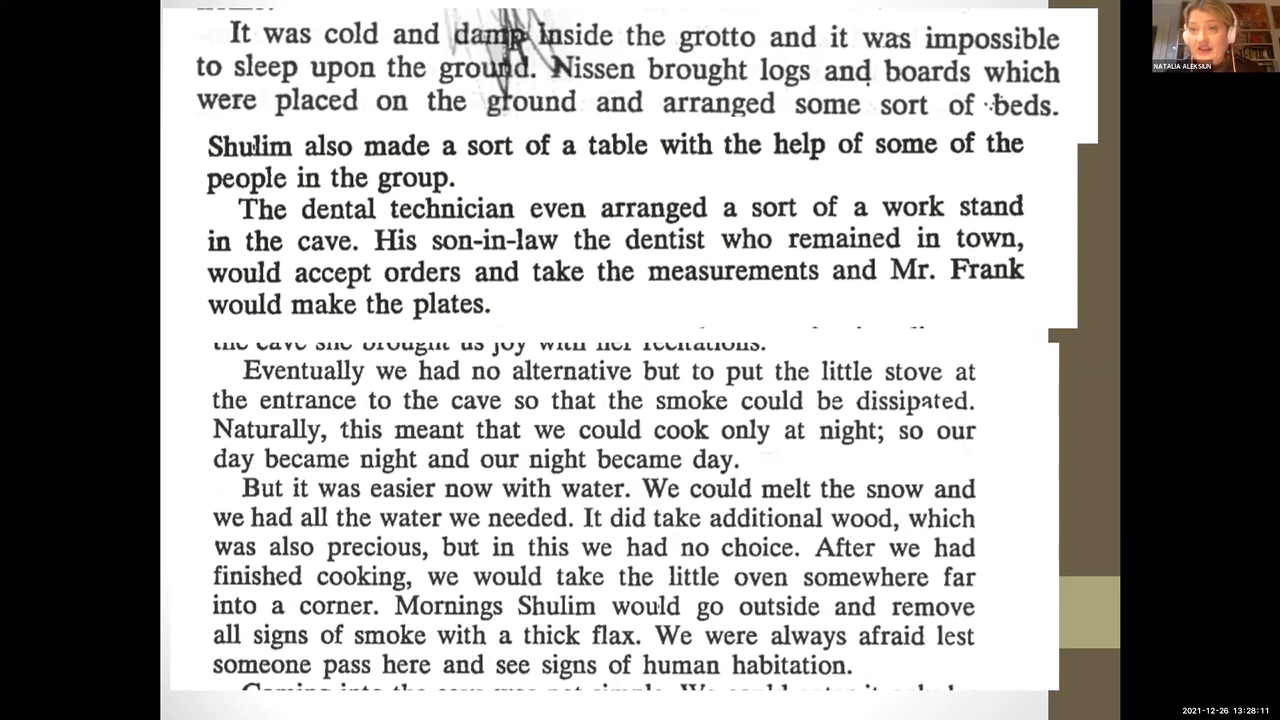 It was cold and damp inside the grotto and it was impossible
to sleep upon the ground. Nissen brought logs and boards which
were placed on the ground and arranged some sort of beds.
Shulim also made a sort of a table with the help of some of the
people in the group.
The dental technician even arranged a sort of a work stand
in the cave. His son-in-law the dentist who remained in town,
would accept orders and take the measurements and Mr. Frank
would make the plates.
the cave she brought us joy with her recitations.
Eventually we had no alternative but to put the little stove at
the entrance to the cave so that the smoke could be dissipated.
Naturally, this meant that we could cook only at night; so our
day became night and our night became day.
But it was easier now with water. We could melt the snow and
we had all the water we needed. It did take additional wood, which
was also precious, but in this we had no choice. After we had
finished cooking, we would take the little oven somewhere far
into a corner. Mornings Shulim would go outside and remove
all signs of smoke with a thick flax. We were always afraid lest
someone pass here and see signs of human habitation.
NATALIA ALEKSIUN
2021-12-26 13:28:11